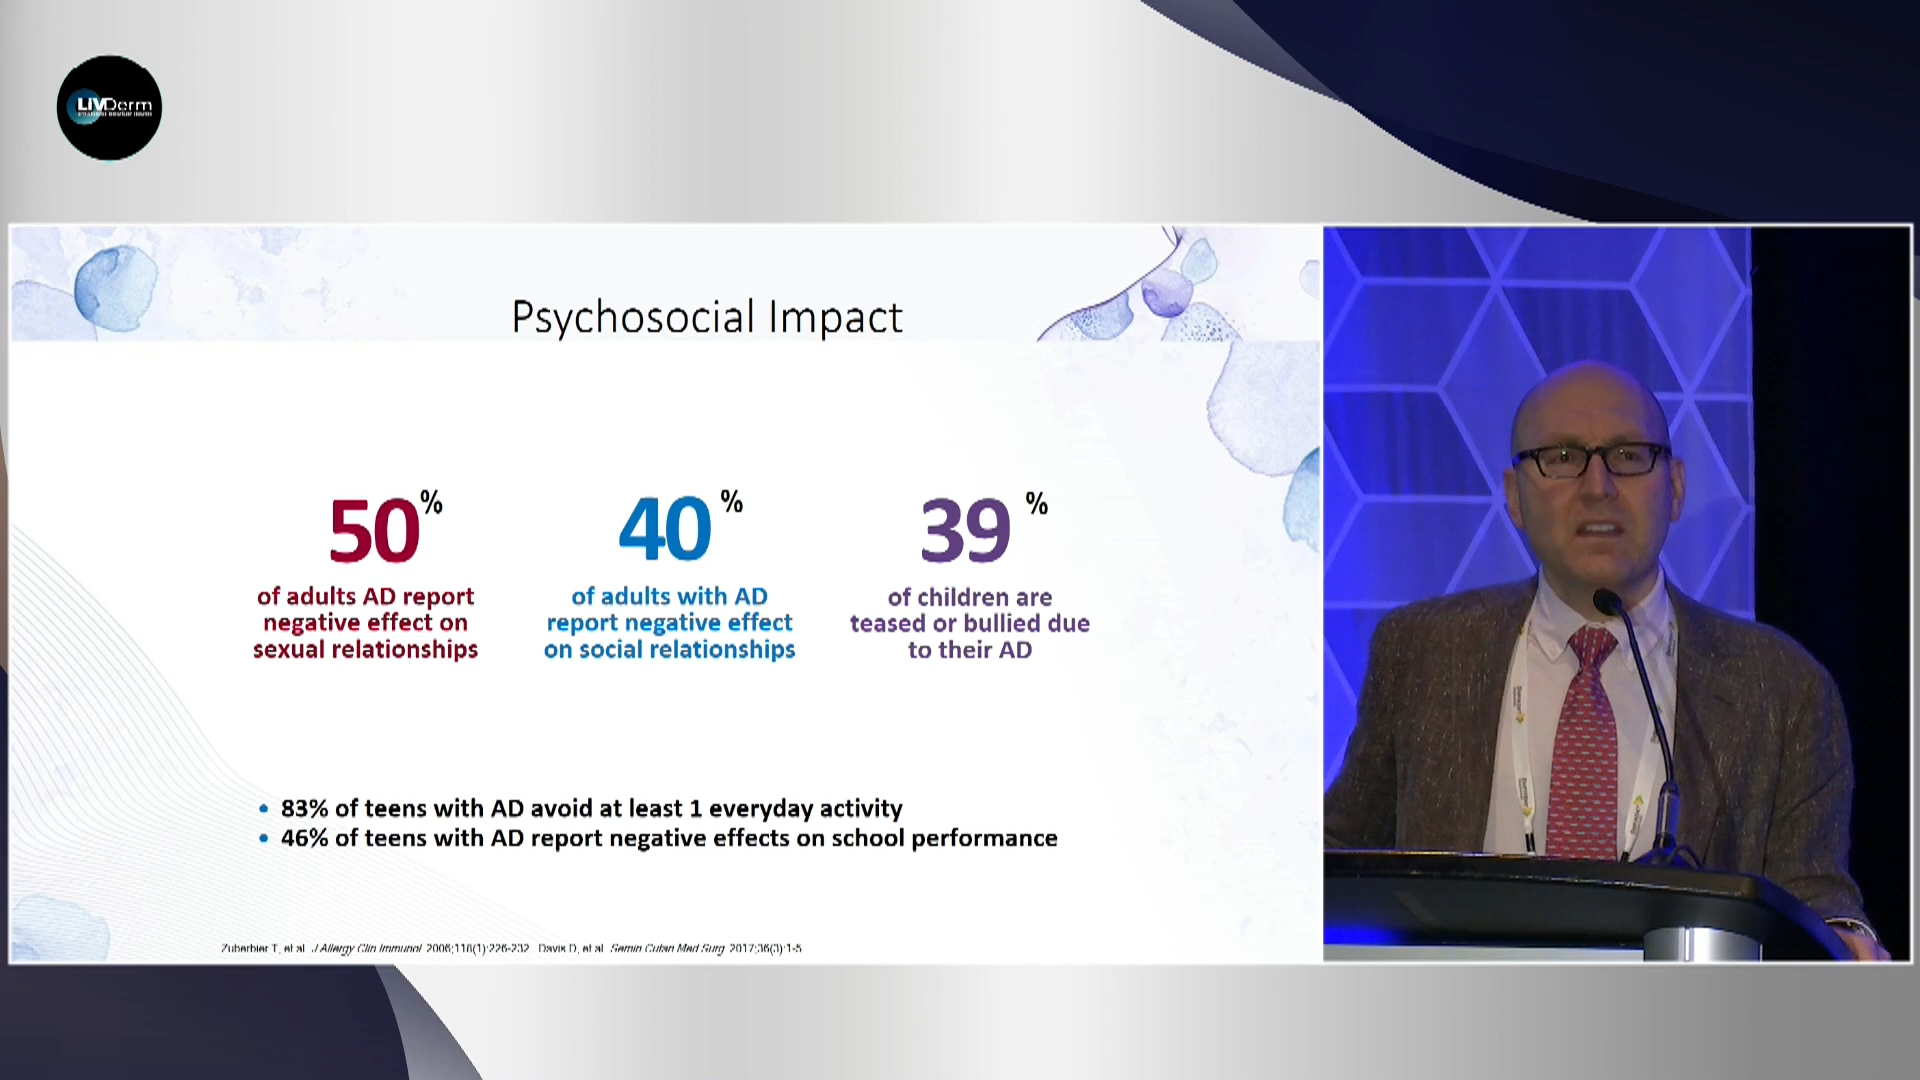 LIVDerm
Psychosocial Impact
50%
of adults AD report
negative effect on
sexual relationships
40%
of adults with AD
report negative effect
on social relationships
39%
of children are
teased or bullied due
to their AD
• 83% of teens with AD avoid at least 1 everyday activity
• 46% of teens with AD report negative effects on school performance
Zuberbier T, et al. J Allergy Clin Immunol. 2006;118(1):226-232. Davis D, et al. Semin Cutan Med Surg. 2017;36(3):1-5